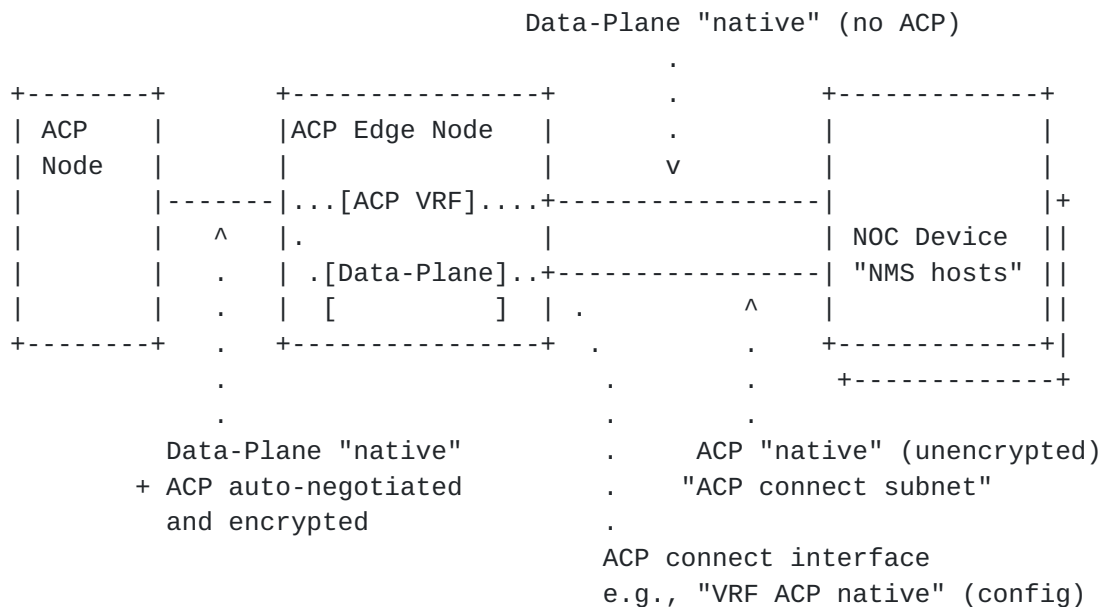 Data-Plane "native" (no ACP)
.
+--------+       +----------------+        .        +-------------+
| ACP    |       |ACP Edge Node   |        .        |             |
| Node   |       |                |        v        |             |
|        |-------|...[ACP VRF]....+-----------------|             |+
|        |   ^   |.               |                 | NOC Device  ||
|        |   .   | .[Data-Plane]..+-----------------| "NMS hosts" ||
|        |   .   |  [          ]  | .          ^    |             ||
+--------+   .   +----------------+  .         .    +-------------+|
.                        .        .     +-------------+
.                        .        .
Data-Plane "native"          .     ACP "native" (unencrypted)
+ ACP auto-negotiated         .    "ACP connect subnet"
and encrypted                .
ACP connect interface
e.g., "VRF ACP native" (config)